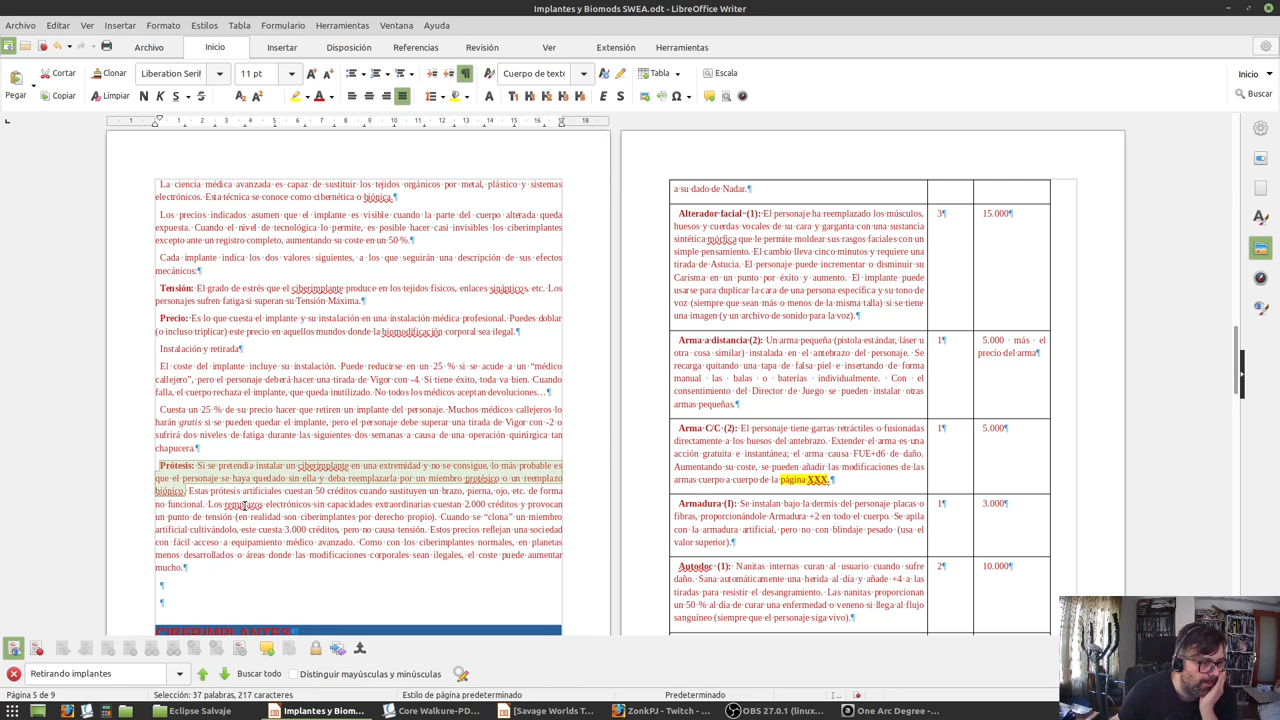 Implantes y Biomods SWEA.odt - LibreOffice Writer
Archivo Editar Ver Insertar Formato Estilos Tabla Formulario Herramientas Ventana Ayuda
Archivo Inicio Insertar Disposición Referencias Revisión Ver Extensión Herramientas
Cortar Clonar Liberation Serif 11 pt Cuerpo de texto Tabla Escala Inicio
Pegar Copiar Limpiar Buscar
La ciencia médica avanzada es capaz de sustituir los tejidos orgánicos por metal, plástico y sistemas
electrónicos. Esta técnica se conoce como cibernética o biónica.¶
Los precios indicados asumen que el implante es visible cuando la parte del cuerpo alterada queda
expuesta. Cuando el nivel de tecnológica lo permite, es posible hacer casi invisibles los ciberimplantes
excepto ante un registro completo, aumentando su coste en un 50 %.¶
Cada implante indica los dos valores siguientes, a los que seguirán una descripción de sus efectos
mecánicos:¶
Tensión: El grado de estrés que el ciberimplante produce en los tejidos físicos, enlaces sinápticos, etc. Los
personajes sufren fatiga si superan su Tensión Máxima.¶
Precio: Es lo que cuesta el implante y su instalación en una instalación médica profesional. Puedes doblar
(o incluso triplicar) este precio en aquellos mundos donde la biomodificación corporal sea ilegal.¶
Instalación y retirada¶
El coste del implante incluye su instalación. Puede reducirse en un 25 % si se acude a un “médico
callejero”, pero el personaje deberá hacer una tirada de Vigor con -4. Si tiene éxito, toda va bien. Cuando
falla, el cuerpo rechaza el implante, que queda inutilizado. No todos los médicos aceptan devoluciones…¶
Cuesta un 25 % de su precio hacer que retiren un implante del personaje. Muchos médicos callejeros lo
harán gratis si se pueden quedar el implante, pero el personaje debe superar una tirada de Vigor con -2 o
sufrirá dos niveles de fatiga durante las siguientes dos semanas a causa de una operación quirúrgica tan
chapucera.¶
Prótesis: Si se pretendía instalar un ciberimplante en una extremidad y no se consigue, lo más probable es
que el personaje se haya quedado sin ella y deba reemplazarla por un miembro protésico o un reemplazo
biónico. Estas prótesis artificiales cuestan 50 créditos cuando sustituyen un brazo, pierna, ojo, etc. de forma
no funcional. Los remplazos electrónicos sin capacidades extraordinarias cuestan 2.000 créditos y provocan
un punto de tensión (en realidad son ciberimplantes por derecho propio). Cuando se “clona” un miembro
artificial cultivándolo, este cuesta 3.000 créditos, pero no causa tensión. Estos precios reflejan una sociedad
con fácil acceso a equipamiento médico avanzado. Como con los ciberimplantes normales, en planetas
menos desarrollados o áreas donde las modificaciones corporales sean ilegales, el coste puede aumentar
mucho.¶
¶
¶
CIBERIMPLANTES¶
a su dado de Nadar.¶
Alterador facial (1): El personaje ha reemplazado los músculos, 3¶ 15.000¶
huesos y cuerdas vocales de su cara y garganta con una sustancia
sintética mórfica que le permite moldear sus rasgos faciales con un
simple pensamiento. El cambio lleva cinco minutos y requiere una
tirada de Astucia. El personaje puede incrementar o disminuir su
Carisma en un punto por éxito y aumento. El implante puede
usarse para duplicar la cara de una persona específica y su tono de
voz (siempre que sean más o menos de la misma talla) si se tiene
una imagen (y un archivo de sonido para la voz).¶
Arma a distancia (2): Un arma pequeña (pistola estándar, láser u 1¶ 5.000 más el
otra cosa similar) instalada en el antebrazo del personaje. Se precio del arma¶
recarga quitando una tapa de falsa piel e insertando de forma
manual las balas o baterías individualmente. Con el
consentimiento del Director de Juego se pueden instalar otras
armas pequeñas.¶
Arma C/C (2): El personaje tiene garras retráctiles o fusionadas 1¶ 5.000¶
directamente a los huesos del antebrazo. Extender el arma es una
acción gratuita e instantánea; el arma causa FUE+d6 de daño.
Aumentando su coste, se pueden añadir las modificaciones de las
armas cuerpo a cuerpo de la página XXX.¶
Armadura (I): Se instalan bajo la dermis del personaje placas o 1¶ 3.000¶
fibras, proporcionándole Armadura +2 en todo el cuerpo. Se apila
con armadura artificial, pero no con blindaje pesado (usa el
valor superior).¶
Autodoc (1): Nanitas internas curan al usuario cuando sufre 2¶ 10.000¶
daño. Sana automáticamente una herida al día y añade +4 a las
tiradas para resistir el desangramiento. Las nanitas proporcionan
un 50 % al día de curar una enfermedad o veneno si llega al flujo
sanguíneo (siempre que el personaje siga vivo).¶
Retirando implantes Buscar todo Distinguir mayúsculas y minúsculas
Página 5 de 9 Selección: 37 palabras, 217 caracteres Estilo de página predeterminado Predeterminado
Eclipse Salvaje Implantes y Biom... Core Walkure-PD... [Savage Worlds T... ZonkPJ - Twitch - ... OBS 27.0.1 (linux... One Arc Degree - ...